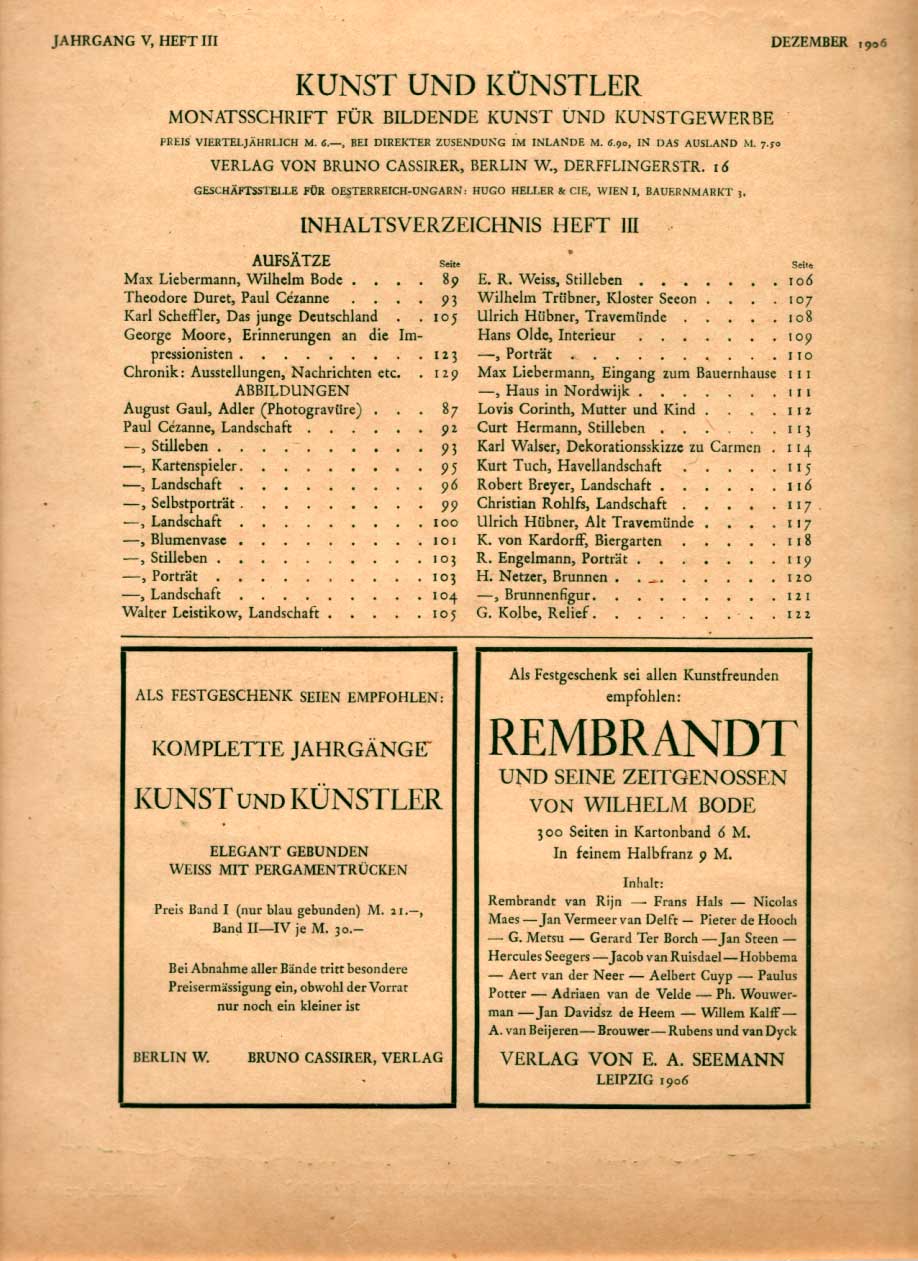 JAHRGANG V, HEFT III
DEZEMBER 1906
KUNST UND KÜNSTLER
MONATSSCHRIFT FÜR BILDENDE KUNST UND KUNSTGEWERBE
PREIS VIERTELJÄHRLICH M. 6.—, BEI DIREKTER ZUSENDUNG IM INLANDE M. 6.90, IN DAS AUSLAND M. 7.50
VERLAG VON BRUNO CASSIRER, BERLIN W., DERFFLINGERSTR. 16
GESCHÄFTSSTELLE FÜR OESTERREICH-UNGARN: HUGO HELLER & CIE, WIEN I, BAUERNMARKT 3.
INHALTSVERZEICHNIS HEFT III
AUFSÄTZE Seite
Max Liebermann, Wilhelm Bode . . . . 89
Theodore Duret, Paul Cézanne . . . . 93
Karl Scheffler, Das junge Deutschland . . 105
George Moore, Erinnerungen an die Im-
pressionisten . . . . . . . . . 123
Chronik: Ausstellungen, Nachrichten etc. . 129
ABBILDUNGEN
August Gaul, Adler (Photogravüre) . . . 87
Paul Cézanne, Landschaft . . . . . . 92
—, Stilleben . . . . . . . . . . 93
—, Kartenspieler . . . . . . . . . 95
—, Landschaft . . . . . . . . . 96
—, Selbstporträt . . . . . . . . . 99
—, Landschaft . . . . . . . . . 100
—, Blumenvase . . . . . . . . . 101
—, Stilleben . . . . . . . . . . 103
—, Porträt . . . . . . . . . . 103
—, Landschaft . . . . . . . . . 104
Walter Leistikow, Landschaft . . . . . 105
Seite
E. R. Weiss, Stilleben . . . . . . . 106
Wilhelm Trübner, Kloster Seeon . . . . 107
Ulrich Hübner, Travemünde . . . . . 108
Hans Olde, Interieur . . . . . . . 109
—, Porträt . . . . . . . . . . 110
Max Liebermann, Eingang zum Bauernhause 111
—, Haus in Nordwijk . . . . . . . 111
Lovis Corinth, Mutter und Kind . . . . 112
Curt Hermann, Stilleben . . . . . . 113
Karl Walser, Dekorationsskizze zu Carmen . 114
Kurt Tuch, Havellandschaft . . . . . 115
Robert Breyer, Landschaft . . . . . . 116
Christian Rohlfs, Landschaft . . . . . 117
Ulrich Hübner, Alt Travemünde . . . . 117
K. von Kardorff, Biergarten . . . . . 118
R. Engelmann, Porträt . . . . . . . 119
H. Netzer, Brunnen . . . . . . . . 120
—, Brunnenfigur . . . . . . . . . 121
G. Kolbe, Relief . . . . . . . . . 122
ALS FESTGESCHENK SEIEN EMPFOHLEN:
KOMPLETTE JAHRGÄNGE
KUNST UND KÜNSTLER
ELEGANT GEBUNDEN
WEISS MIT PERGAMENTRÜCKEN
Preis Band I (nur blau gebunden) M. 21.—,
Band II—IV je M. 30.—
Bei Abnahme aller Bände tritt besondere
Preisermässigung ein, obwohl der Vorrat
nur noch ein kleiner ist
BERLIN W. BRUNO CASSIRER, VERLAG
Als Festgeschenk sei allen Kunstfreunden
empfohlen:
REMBRANDT
UND SEINE ZEITGENOSSEN
VON WILHELM BODE
300 Seiten in Kartonband 6 M.
In feinem Halbfranz 9 M.
Inhalt:
Rembrandt van Rijn — Frans Hals — Nicolas
Maes — Jan Vermeer van Delft — Pieter de Hooch
— G. Metsu — Gerard Ter Borch — Jan Steen —
Hercules Seegers — Jacob van Ruisdael — Hobbema
— Aert van der Neer — Aelbert Cuyp — Paulus
Potter — Adriaen van de Velde — Ph. Wouwer-
man — Jan Davidsz de Heem — Willem Kalff —
A. van Beijeren — Brouwer — Rubens und van Dyck
VERLAG VON E. A. SEEMANN
LEIPZIG 1906